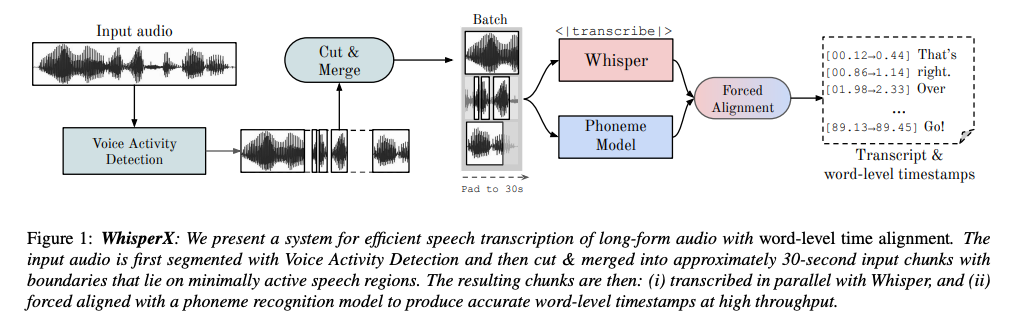 Input audio
Voice Activity
Detection
Cut &
Merge
Batch
Pad to 30s
<|transcribe|>
Whisper
Phoneme
Model
Forced
Alignment
[00.12→0.44] That's
[00.86→1.14] right.
[01.98→2.33] Over
...
[89.13→89.45] Go!
Transcript &
word-level timestamps
Figure 1: WhisperX: We present a system for efficient speech transcription of long-form audio with word-level time alignment. The
input audio is first segmented with Voice Activity Detection and then cut & merged into approximately 30-second input chunks with
boundaries that lie on minimally active speech regions. The resulting chunks are then: (i) transcribed in parallel with Whisper, and (ii)
forced aligned with a phoneme recognition model to produce accurate word-level timestamps at high throughput.